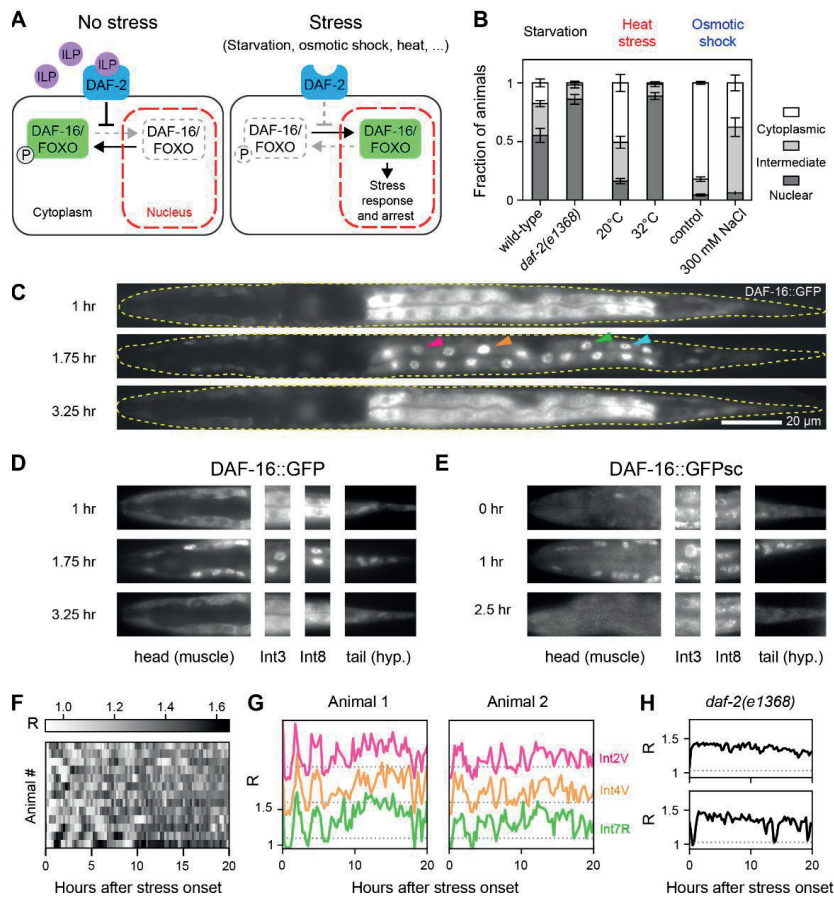 A
No stress
Stress
(Starvation, osmotic shock, heat, ...)
ILP
ILP
ILP
DAF-2
DAF-2
DAF-16/
FOXO
P
DAF-16/
FOXO
Cytoplasm
Nucleus
DAF-16/
FOXO
P
DAF-16/
FOXO
Stress
response
and arrest
B
Starvation
Heat
stress
Osmotic
shock
Fraction of animals
1
0.5
0
wild-type
daf-2(e1368)
20°C
32°C
control
300 mM NaCl
Cytoplasmic
Intermediate
Nuclear
C
DAF-16::GFP
1 hr
1.75 hr
3.25 hr
20 µm
D
DAF-16::GFP
1 hr
1.75 hr
3.25 hr
head (muscle)
Int3
Int8
tail (hyp.)
E
DAF-16::GFPsc
0 hr
1 hr
2.5 hr
head (muscle)
Int3
Int8
tail (hyp.)
F
R
1.0
1.2
1.4
1.6
Animal #
0
5
10
15
20
Hours after stress onset
G
Animal 1
Animal 2
R
1.5
1
Int2V
Int4V
Int7R
1.5
1
0
10
20
0
10
20
Hours after stress onset
H
daf-2(e1368)
R
1.5
1
R
1.5
1
0
10
20
Hours after stress onset